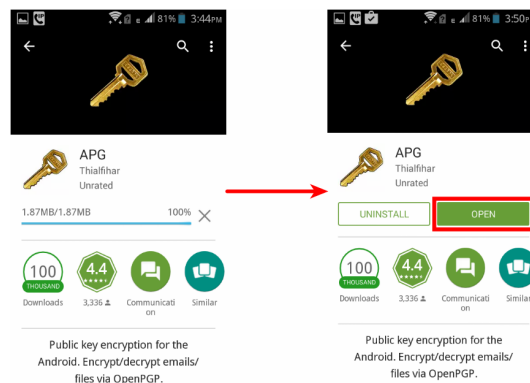 81% 3:44PM
APG
Thialfihar
Unrated
1.87MB/1.87MB 100%
100
THOUSAND
4.4
Downloads 3,336 Communicati
on Similar
Public key encryption for the
Android. Encrypt/decrypt emails/
files via OpenPGP.
81% 3:50P
APG
Thialfihar
Unrated
UNINSTALL OPEN
100
THOUSAND
4.4
Downloads 3,336 Communicati
on Similar
Public key encryption for the
Android. Encrypt/decrypt emails/
files via OpenPGP.